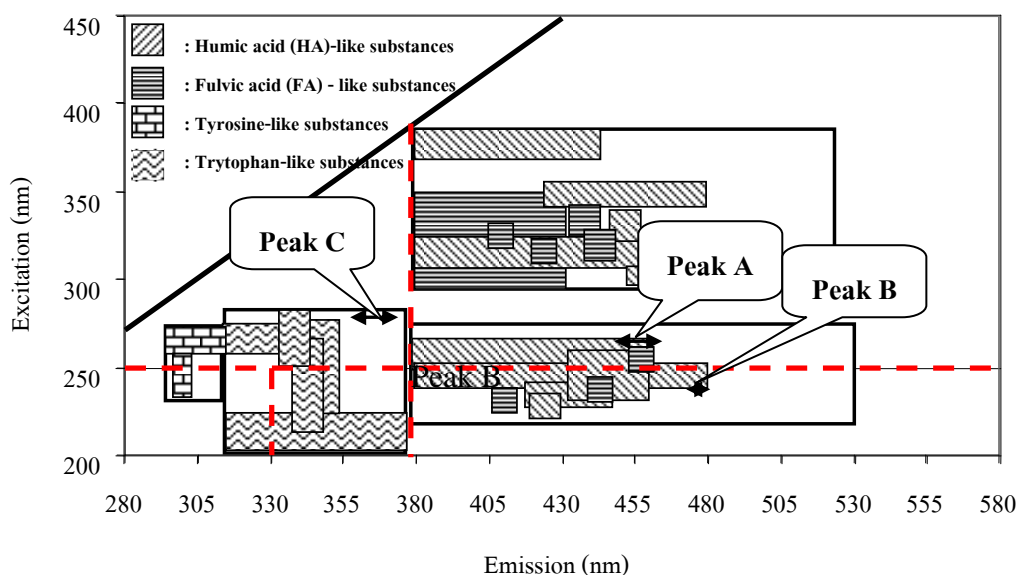 450
400
350
300
250
200
Excitation (nm)
: Humic acid (HA)-like substances
: Fulvic acid (FA) - like substances
: Tyrosine-like substances
: Trytophan-like substances
Peak C
Peak A
Peak B
Peak B
280 305 330 355 380 405 430 455 480 505 530 555 580
Emission (nm)